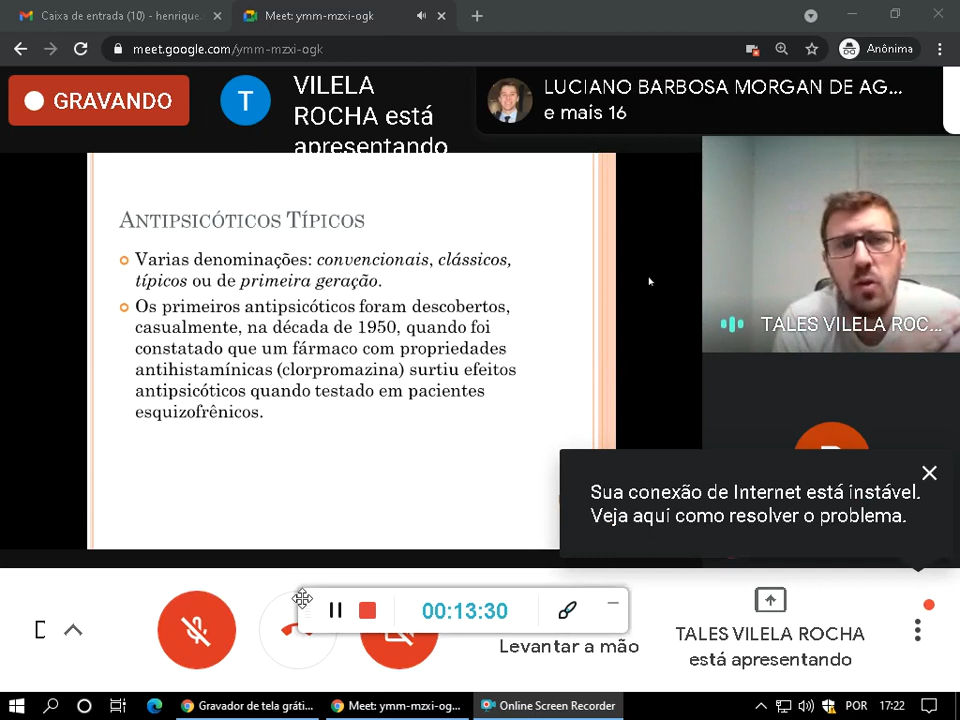 Caixa de entrada (10) - henrique.
Meet: ymm-mzxi-ogk
meet.google.com/ymm-mzxi-ogk
Anônima
GRAVANDO
T
VILELA
ROCHA está
apresentando
LUCIANO BARBOSA MORGAN DE AG...
e mais 16
ANTIPSICÓTICOS TÍPICOS
Varias denominações: convencionais, clássicos,
típicos ou de primeira geração.
Os primeiros antipsicóticos foram descobertos,
casualmente, na década de 1950, quando foi
constatado que um fármaco com propriedades
antihistamínicas (clorpromazina) surtiu efeitos
antipsicóticos quando testado em pacientes
esquizofrênicos.
TALES VILELA ROC...
Sua conexão de Internet está instável.
Veja aqui como resolver o problema.
00:13:30
Levantar a mão
TALES VILELA ROCHA
está apresentando
Gravador de tela gráti...
Meet: ymm-mzxi-ogk...
Online Screen Recorder
POR
17:22